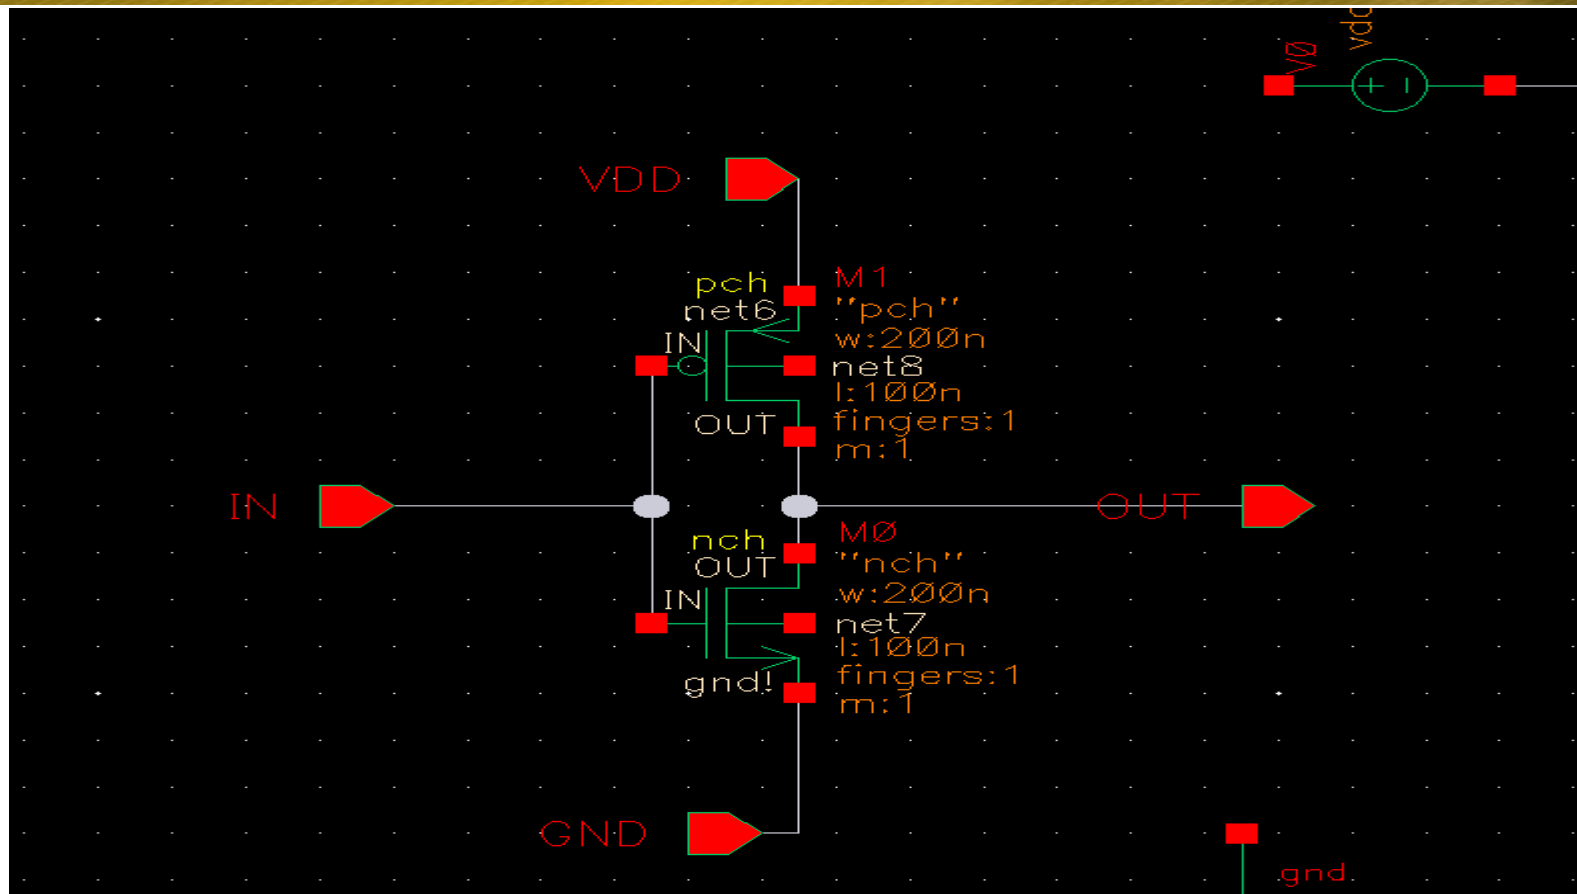 vdc
V0
VDD
pch
M1
net6
"pch"
w:200n
IN
net8
l:100n
OUT
fingers:1
m:1
IN
OUT
nch
M0
OUT
"nch"
w:200n
IN
net7
l:100n
gnd!
fingers:1
m:1
GND
gnd